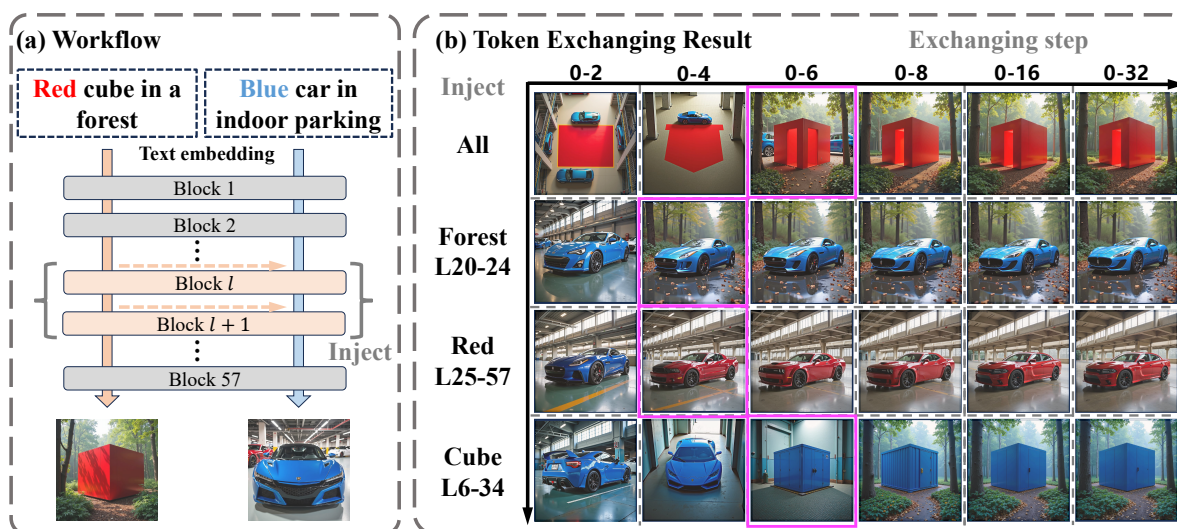 (a) Workflow
Red cube in a
forest
Blue car in
indoor parking
Text embedding
Block 1
Block 2
Block l
Block l + 1
Inject
Block 57
(b) Token Exchanging Result
Exchanging step
Inject
0-2 0-4 0-6 0-8 0-16 0-32
All
Forest
L20-24
Red
L25-57
Cube
L6-34